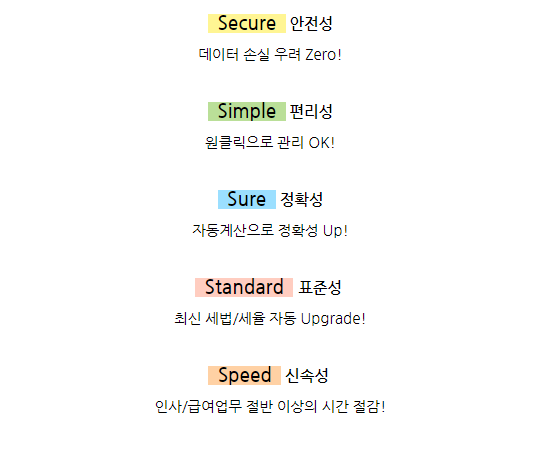 Secure 안전성
데이터 손실 우려 Zero!
Simple 편리성
원클릭으로 관리 OK!
Sure 정확성
자동계산으로 정확성 Up!
Standard 표준성
최신 세법/세율 자동 Upgrade!
Speed 신속성
인사/급여업무 절반 이상의 시간 절감!